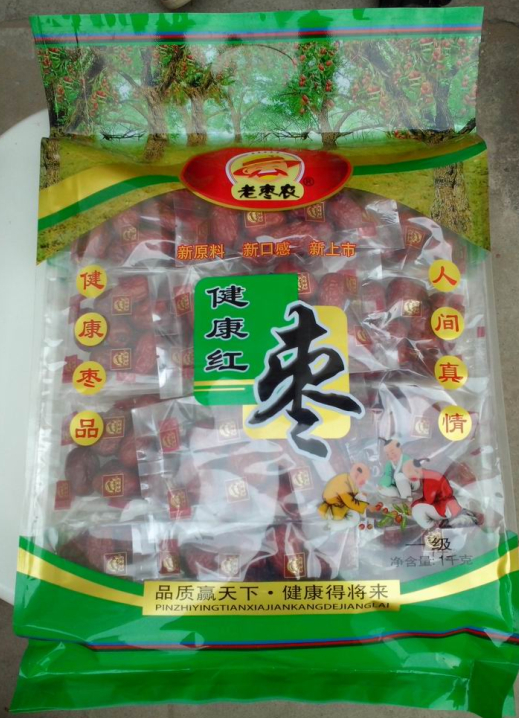 老枣农®
新原料 新口感 新上市
健康枣品
健康红
枣
人间真情
一级
净含量:1千克
品质赢天下·健康得将来
PINZHIYINGTIANXIAJIANKANGDEJIANGLAI